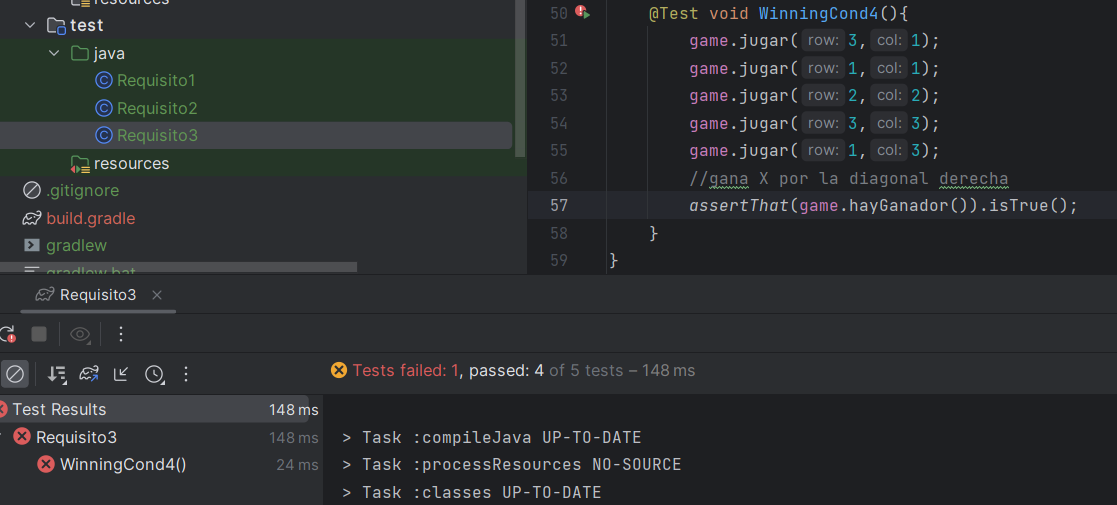 resources
test
java
Requisito1
Requisito2
Requisito3
resources
.gitignore
build.gradle
gradlew
gradlew.bat
50 @Test void WinningCond4(){
51 game.jugar( row: 3, col: 1);
52 game.jugar( row: 1, col: 1);
53 game.jugar( row: 2, col: 2);
54 game.jugar( row: 3, col: 3);
55 game.jugar( row: 1, col: 3);
56 //gana X por la diagonal derecha
57 assertThat(game.hayGanador()).isTrue();
58 }
59 }
Requisito3
Tests failed: 1, passed: 4 of 5 tests – 148 ms
Test Results 148 ms
Requisito3 148 ms
WinningCond4() 24 ms
> Task :compileJava UP-TO-DATE
> Task :processResources NO-SOURCE
> Task :classes UP-TO-DATE